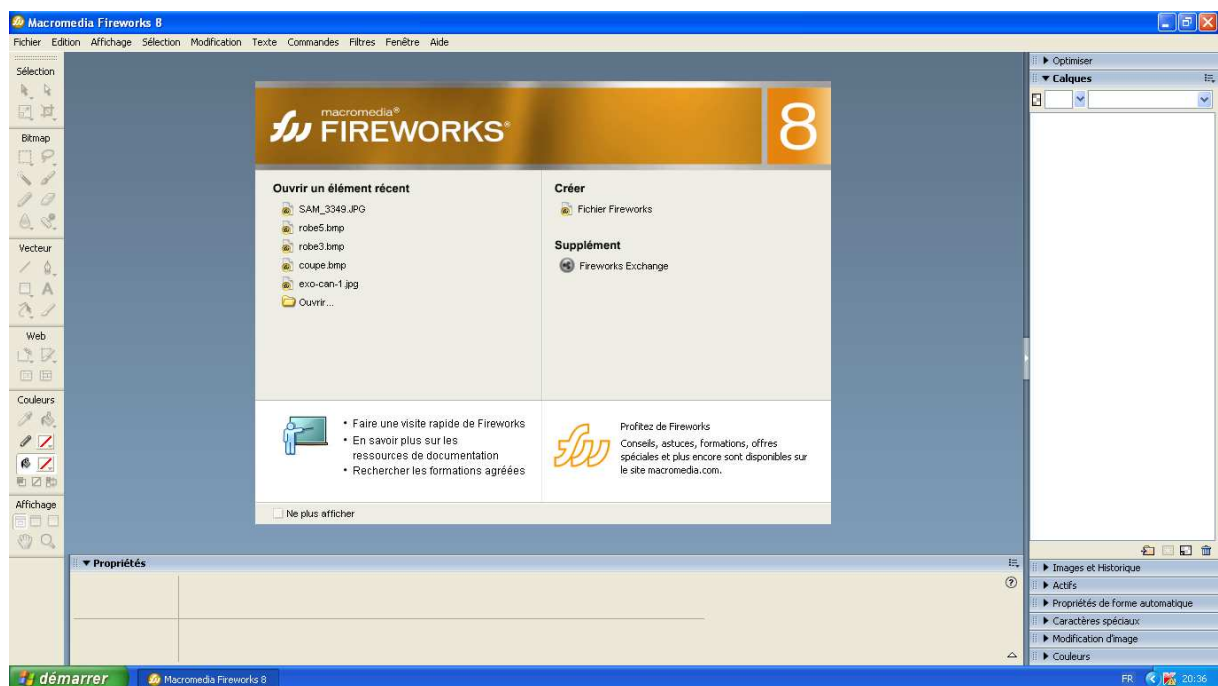 Macromedia Fireworks 8
Fichier Edition Affichage Sélection Modification Texte Commandes Filtres Fenêtre Aide
Sélection
Bitmap
Vecteur
A
Web
Couleurs
Affichage
macromedia®
FIREWORKS®
8
Ouvrir un élément récent
SAM_3349.JPG
robe5.bmp
robe3.bmp
coupe.bmp
exo-can-1.jpg
Ouvrir...
Créer
Fichier Fireworks
Supplément
Fireworks Exchange
• Faire une visite rapide de Fireworks
• En savoir plus sur les
ressources de documentation
• Rechercher les formations agréées
Profitez de Fireworks
Conseils, astuces, formations, offres
spéciales et plus encore sont disponibles sur
le site macromedia.com.
Ne plus afficher
Propriétés
Optimiser
Calques
Images et Historique
Actifs
Propriétés de forme automatique
Caractères spéciaux
Modification d'image
Couleurs
démarrer
Macromedia Fireworks 8
FR
20:36